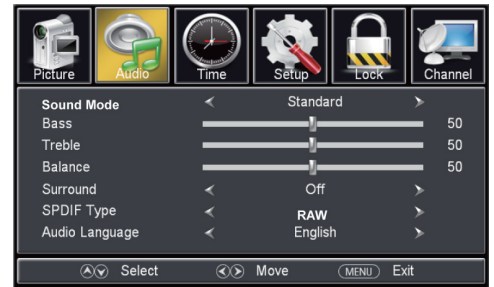 Picture Audio Time Setup Lock Channel
Sound Mode Standard
Bass 50
Treble 50
Balance 50
Surround Off
SPDIF Type RAW
Audio Language English
Select Move MENU Exit